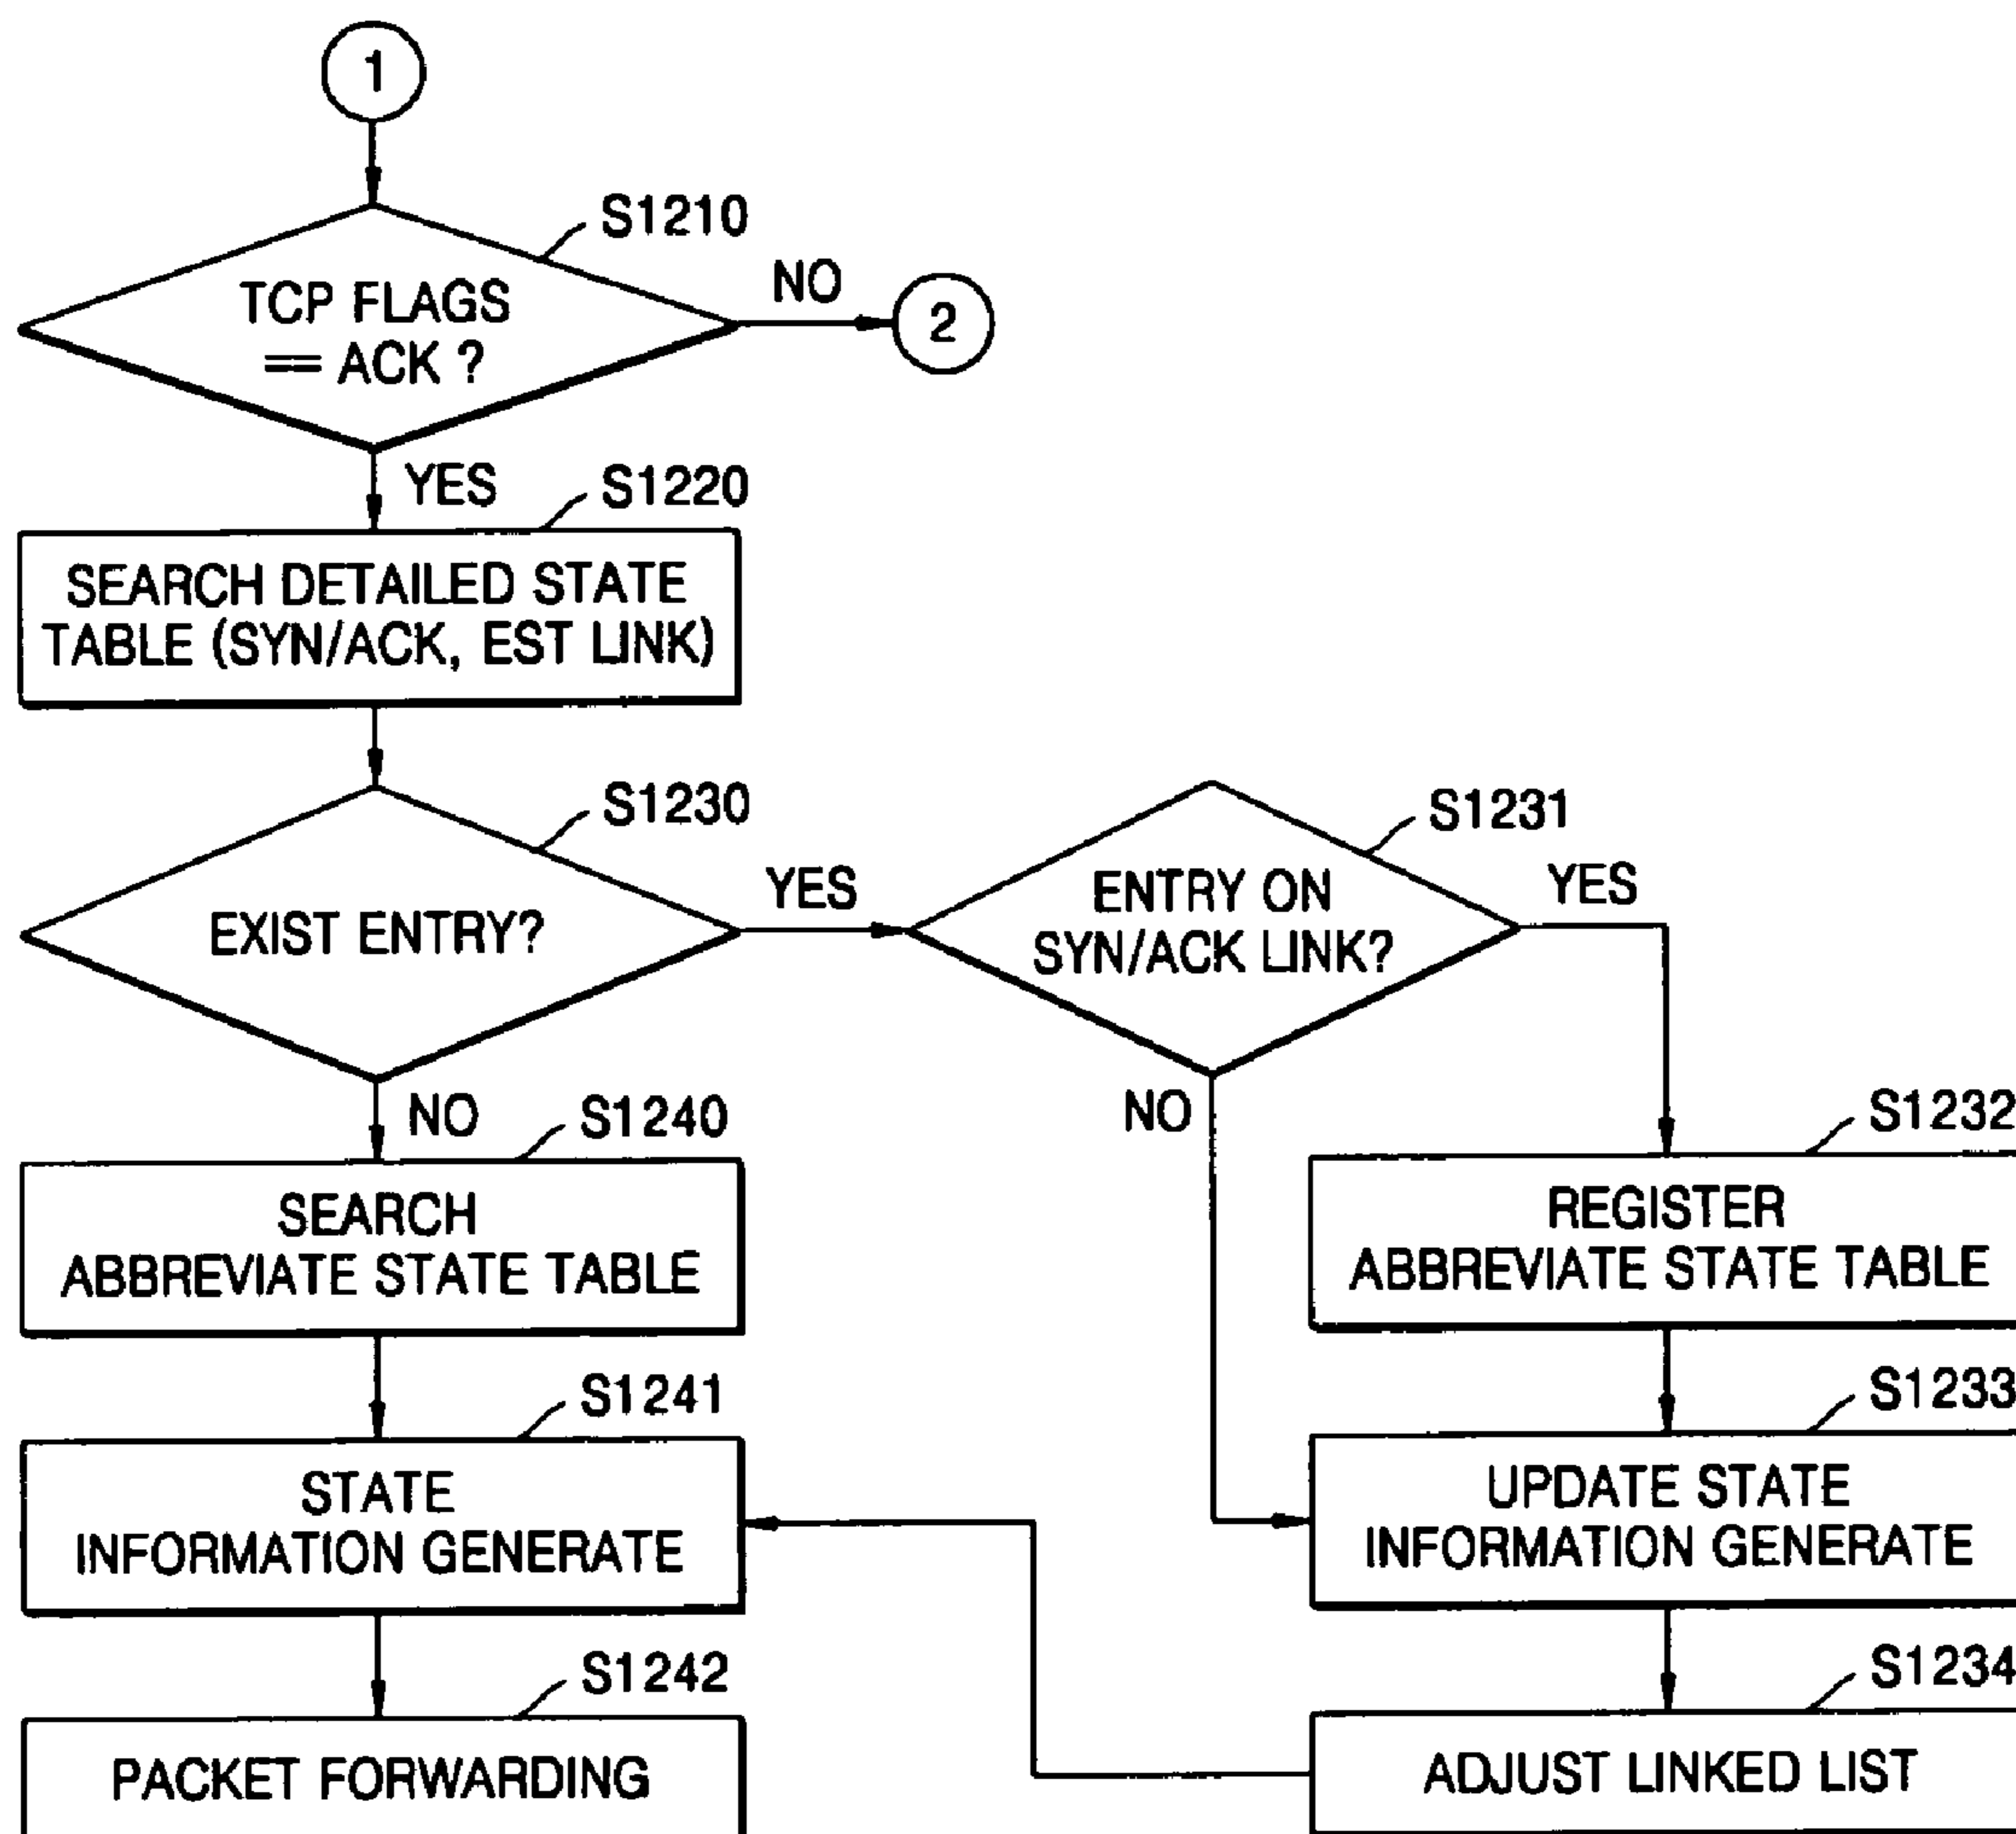 1
S1210
TCP FLAGS
== ACK ?
NO
2
YES
S1220
SEARCH DETAILED STATE
TABLE (SYN/ACK, EST LINK)
S1230
EXIST ENTRY?
YES
S1231
ENTRY ON
SYN/ACK LINK?
YES
NO
S1240
SEARCH
ABBREVIATE STATE TABLE
NO
S1232
REGISTER
ABBREVIATE STATE TABLE
S1241
STATE
INFORMATION GENERATE
S1233
UPDATE STATE
INFORMATION GENERATE
S1242
PACKET FORWARDING
S1234
ADJUST LINKED LIST